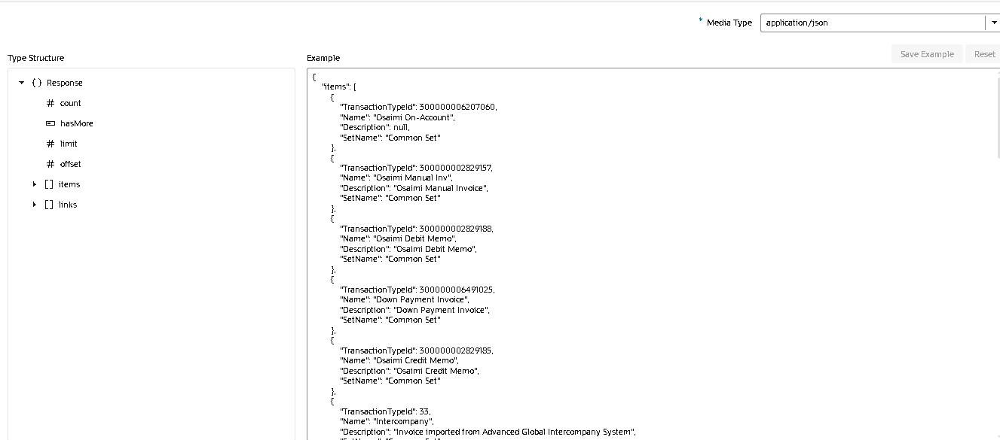 * Media Type application/json
Type Structure
Example
Save Example
Reset
{ } Response
# count
hasMore
# limit
# offset
[ ] items
[ ] links
{
"items": [
{
"TransactionTypeId": 300000006207060,
"Name": "Osaimi On-Account",
"Description": null,
"SetName": "Common Set"
},
{
"TransactionTypeId": 300000002829157,
"Name": "Osaimi Manual Inv",
"Description": "Osaimi Manual Invoice",
"SetName": "Common Set"
},
{
"TransactionTypeId": 300000002829188,
"Name": "Osaimi Debit Memo",
"Description": "Osaimi Debit Memo",
"SetName": "Common Set"
},
{
"TransactionTypeId": 300000006491025,
"Name": "Down Payment Invoice",
"Description": "Down Payment Invoice",
"SetName": "Common Set"
},
{
"TransactionTypeId": 300000002829185,
"Name": "Osaimi Credit Memo",
"Description": "Osaimi Credit Memo",
"SetName": "Common Set"
},
{
"TransactionTypeId": 33,
"Name": "Intercompany",
"Description": "Invoice imported from Advanced Global Intercompany System",